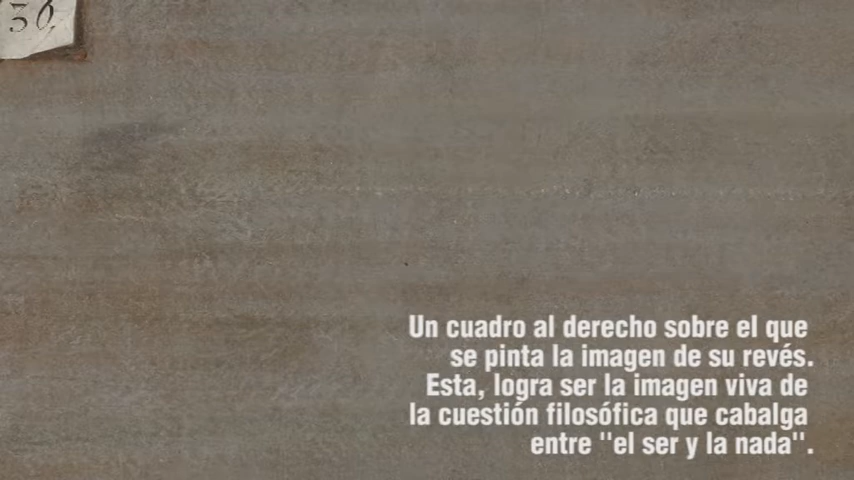 36
Un cuadro al derecho sobre el que
se pinta la imagen de su revés.
Esta, logra ser la imagen viva de
la cuestión filosófica que cabalga
entre "el ser y la nada".